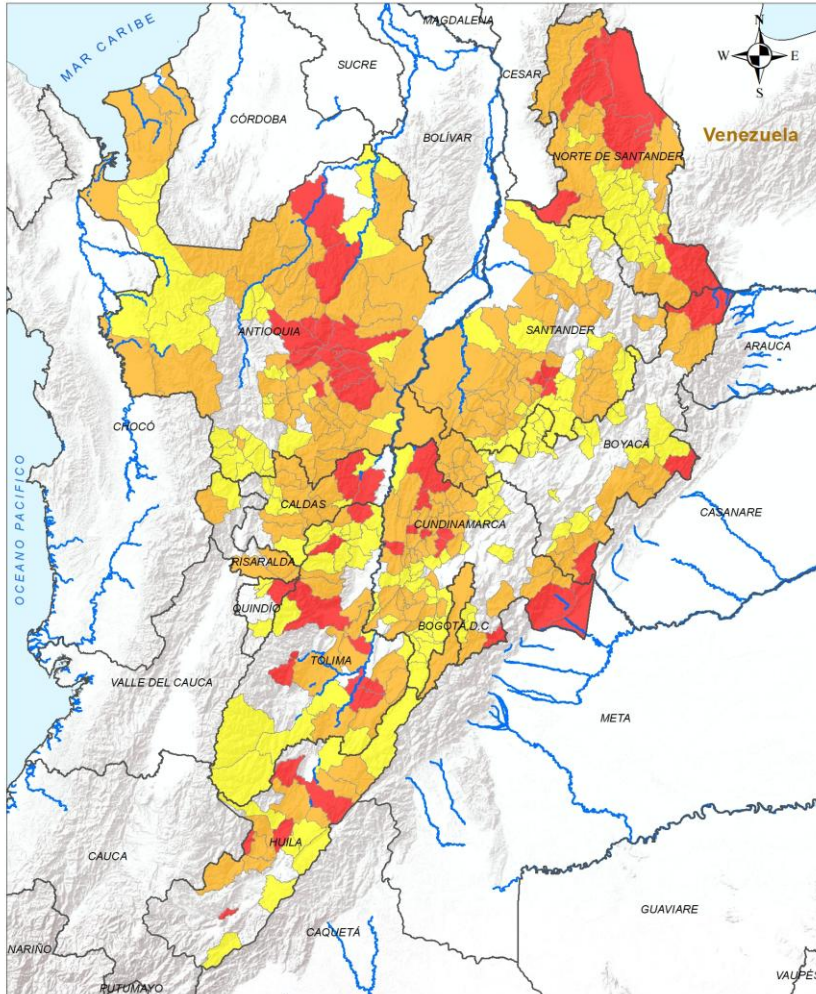 MAGDALENA
MAR CARIBE
N
W E
S
SUCRE
CESAR
CÓRDOBA
BOLÍVAR
Venezuela
NORTE DE SANTANDER
ANTIOQUIA
SANTANDER
ARAUCA
CHOCÓ
BOYACÁ
OCEANO PACIFICO
CALDAS
CUNDINAMARCA
CASANARE
RISARALDA
QUINDÍO
BOGOTÁ D.C
TOLIMA
VALLE DEL CAUCA
META
HUILA
CAUCA
GUAVIARE
NARIÑO
CAQUETÁ
PUTUMAYO
VAUPÉS